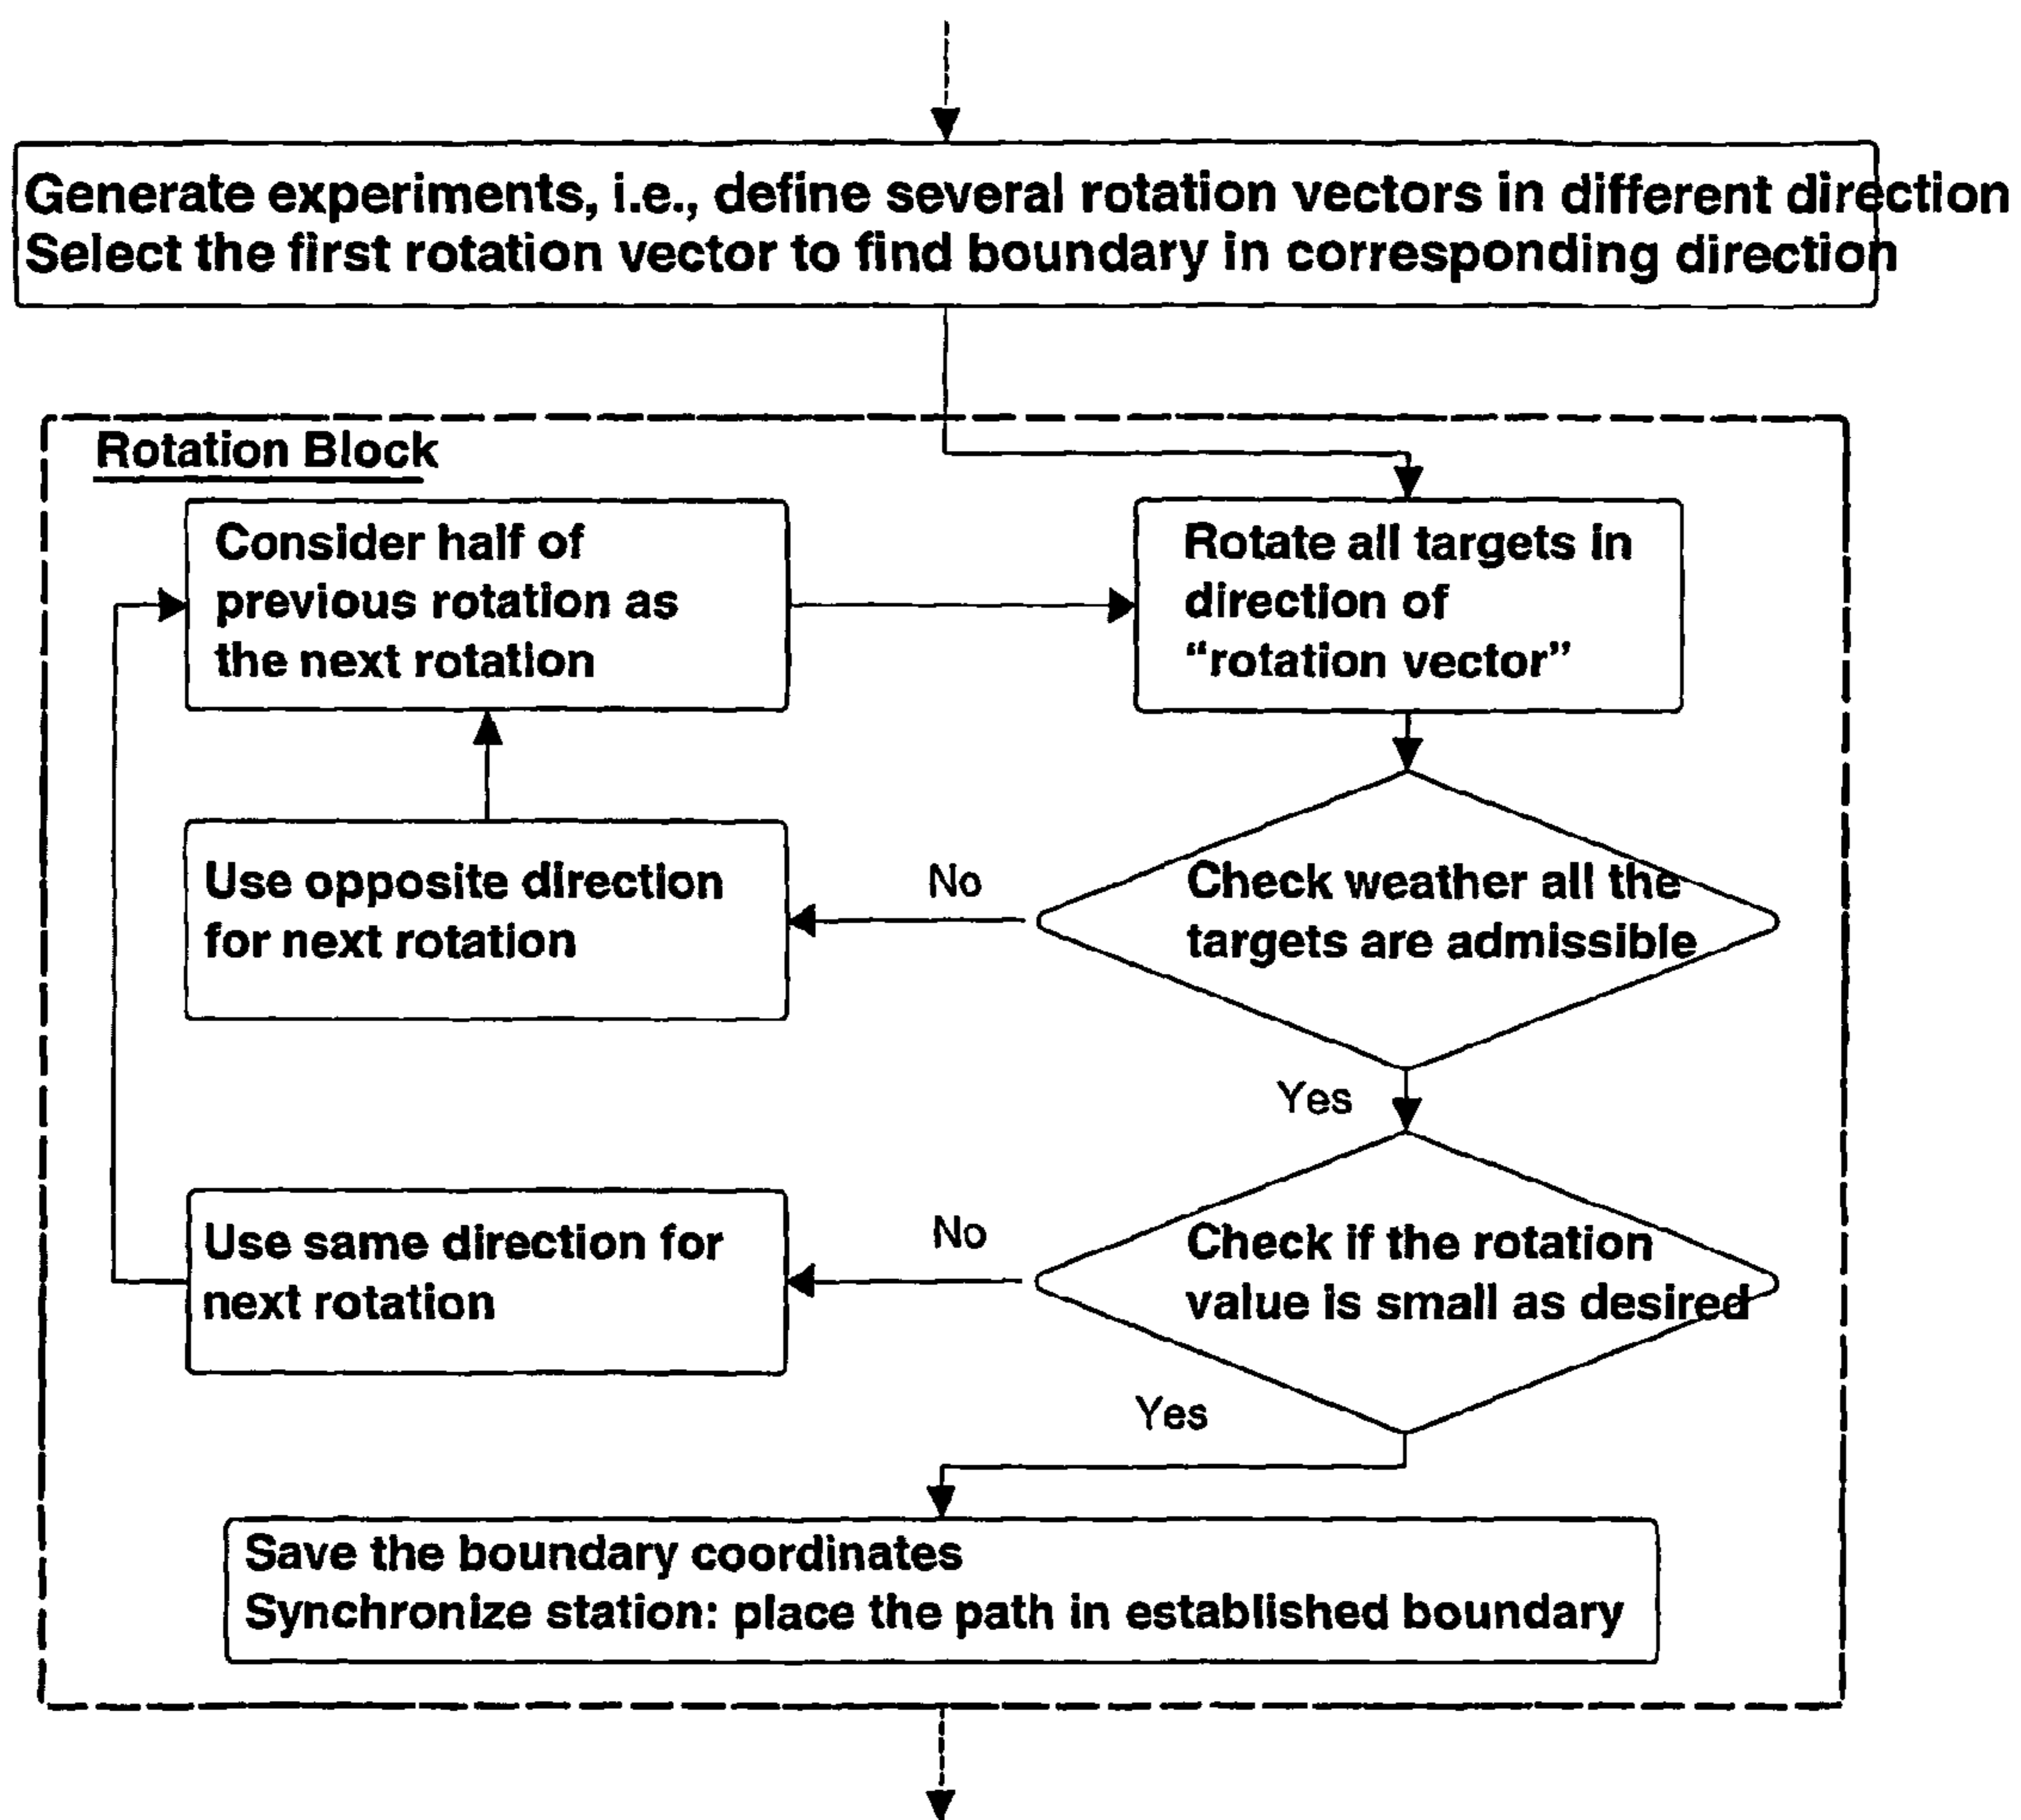 Generate experiments, i.e., define several rotation vectors in different direction
Select the first rotation vector to find boundary in corresponding direction
Rotation Block
Consider half of
previous rotation as
the next rotation
Rotate all targets in
direction of
“rotation vector”
Use opposite direction
for next rotation
No
Check weather all the
targets are admissible
Yes
Use same direction for
next rotation
No
Check if the rotation
value is small as desired
Yes
Save the boundary coordinates
Synchronize station: place the path in established boundary